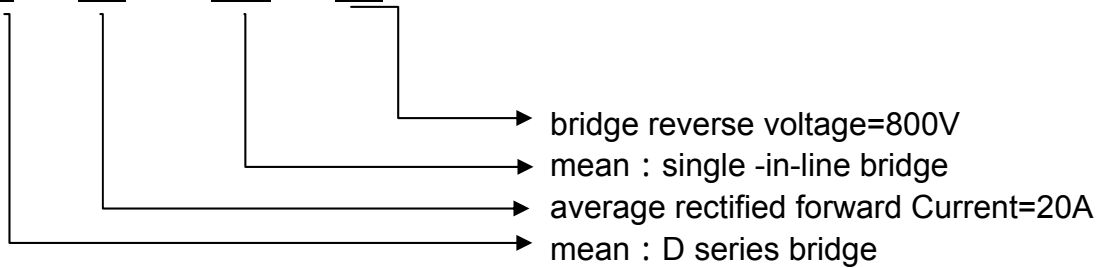 bridge reverse voltage=800V
mean：single -in-line bridge
average rectified forward Current=20A
mean：D series bridge